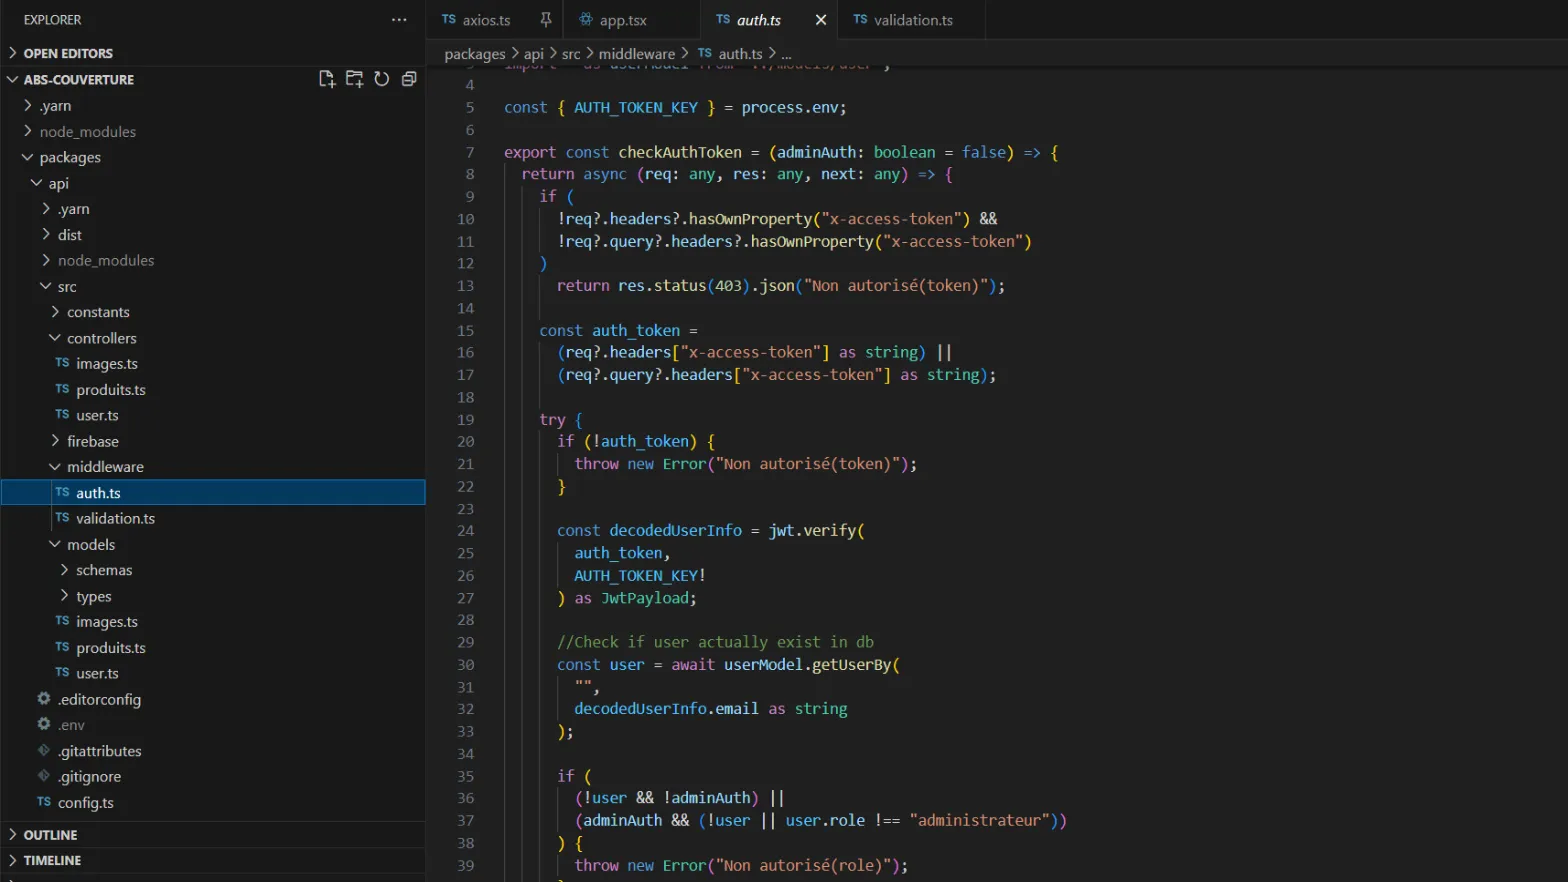 EXPLORER
OPEN EDITORS
ABS-COUVERTURE
.yarn
node_modules
packages
api
.yarn
dist
node_modules
src
constants
controllers
TS images.ts
TS produits.ts
TS user.ts
firebase
middleware
TS auth.ts
TS validation.ts
models
schemas
types
TS images.ts
TS produits.ts
TS user.ts
.editorconfig
.env
.gitattributes
.gitignore
TS config.ts
OUTLINE
TIMELINE
TS axios.ts
app.tsx
TS auth.ts
TS validation.ts
packages > api > src > middleware > TS auth.ts > ...
4
5 const { AUTH_TOKEN_KEY } = process.env;
6
7 export const checkAuthToken = (adminAuth: boolean = false) => {
8 return async (req: any, res: any, next: any) => {
9 if (
10 !req?.headers?.hasOwnProperty("x-access-token") &&
11 !req?.query?.headers?.hasOwnProperty("x-access-token")
12 )
13 return res.status(403).json("Non autorisé(token)");
14
15 const auth_token =
16 (req?.headers["x-access-token"] as string) ||
17 (req?.query?.headers["x-access-token"] as string);
18
19 try {
20 if (!auth_token) {
21 throw new Error("Non autorisé(token)");
22 }
23
24 const decodedUserInfo = jwt.verify(
25 auth_token,
26 AUTH_TOKEN_KEY!
27 ) as JwtPayload;
28
29 //Check if user actually exist in db
30 const user = await userModel.getUserBy(
31 "",
32 decodedUserInfo.email as string
33 );
34
35 if (
36 (!user && !adminAuth) ||
37 (adminAuth && (!user || user.role !== "administrateur"))
38 ) {
39 throw new Error("Non autorisé(role)");